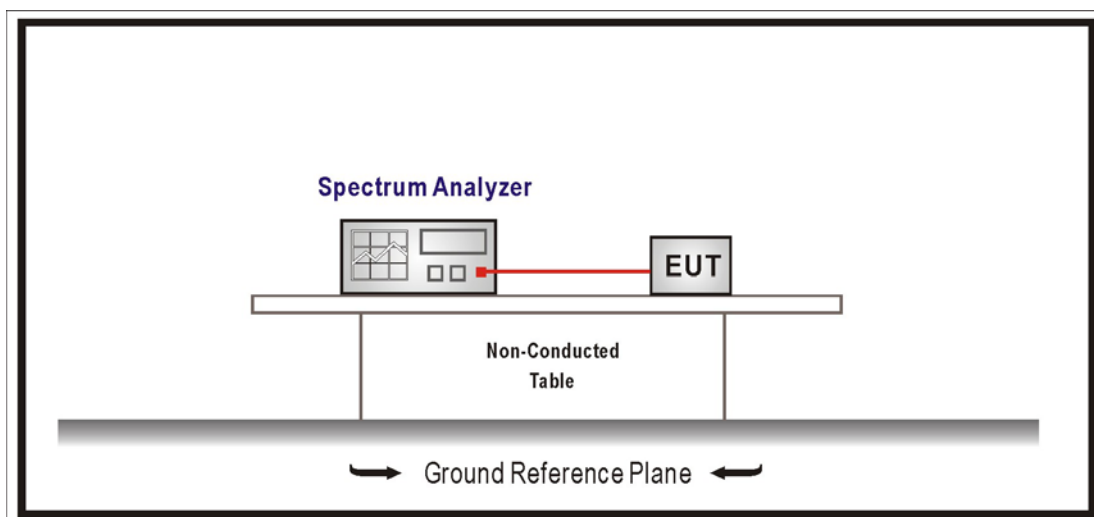 Spectrum Analyzer
EUT
Non-Conducted
Table
Ground Reference Plane